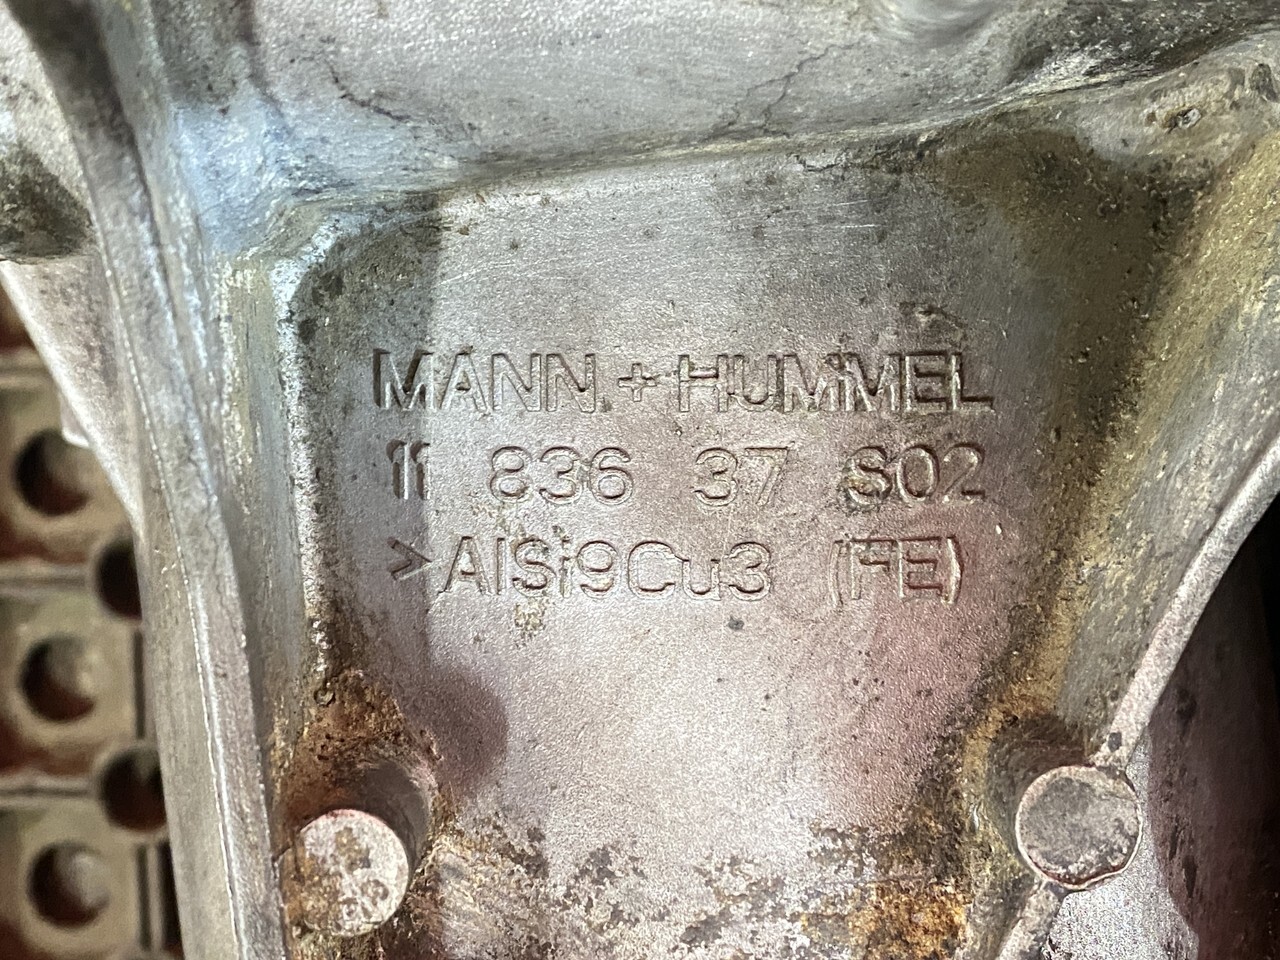 MANN + HUMMEL
11 836 37 S02
>AlSi9Cu3 (FE)